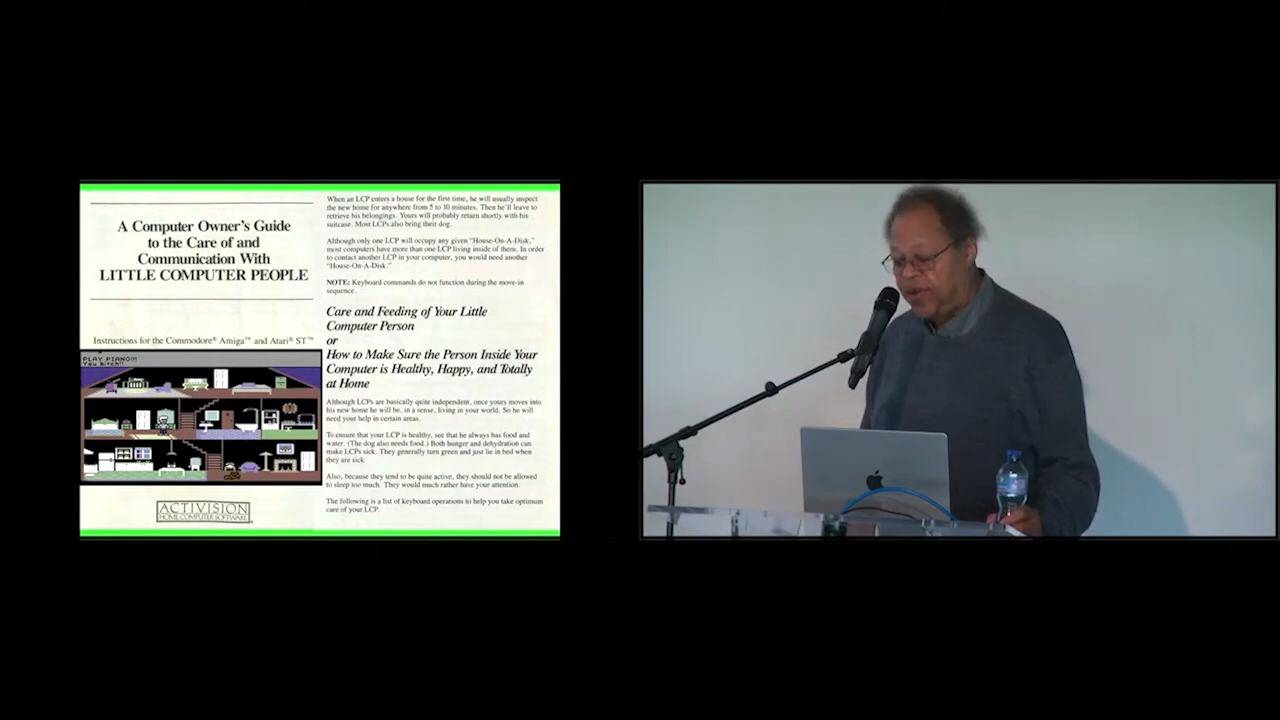 A Computer Owner's Guide
to the Care of and
Communication With
LITTLE COMPUTER PEOPLE
Instructions for the Commodore® Amiga™ and Atari® ST™
PLAY PIANO!!!
You bitch!!
ACTIVISION
HOME COMPUTER SOFTWARE
When an LCP enters a house for the first time, he will usually inspect
the new home for anywhere from 5 to 10 minutes. Then he'll leave to
retrieve his belongings. Yours will probably return shortly with his
suitcase. Most LCPs also bring their dog.
Although only one LCP will occupy any given "House-On-A-Disk,"
most computers have more than one LCP living inside of them. In order
to contact another LCP in your computer, you would need another
"House-On-A-Disk."
NOTE: Keyboard commands do not function during the move-in
sequence.
Care and Feeding of Your Little
Computer Person
or
How to Make Sure the Person Inside Your
Computer is Healthy, Happy, and Totally
at Home
Although LCPs are basically quite independent, once yours moves into
his new home he will be, in a sense, living in your world. So he will
need your help in certain areas.
To ensure that your LCP is healthy, see that he always has food and
water. (The dog also needs food.) Both hunger and dehydration can
make LCPs sick. They generally turn green and just lie in bed when
they are sick.
Also, because they tend to be quite active, they should not be allowed
to sleep too much. They would much rather have your attention.
The following is a list of keyboard operations to help you take optimum
care of your LCP.